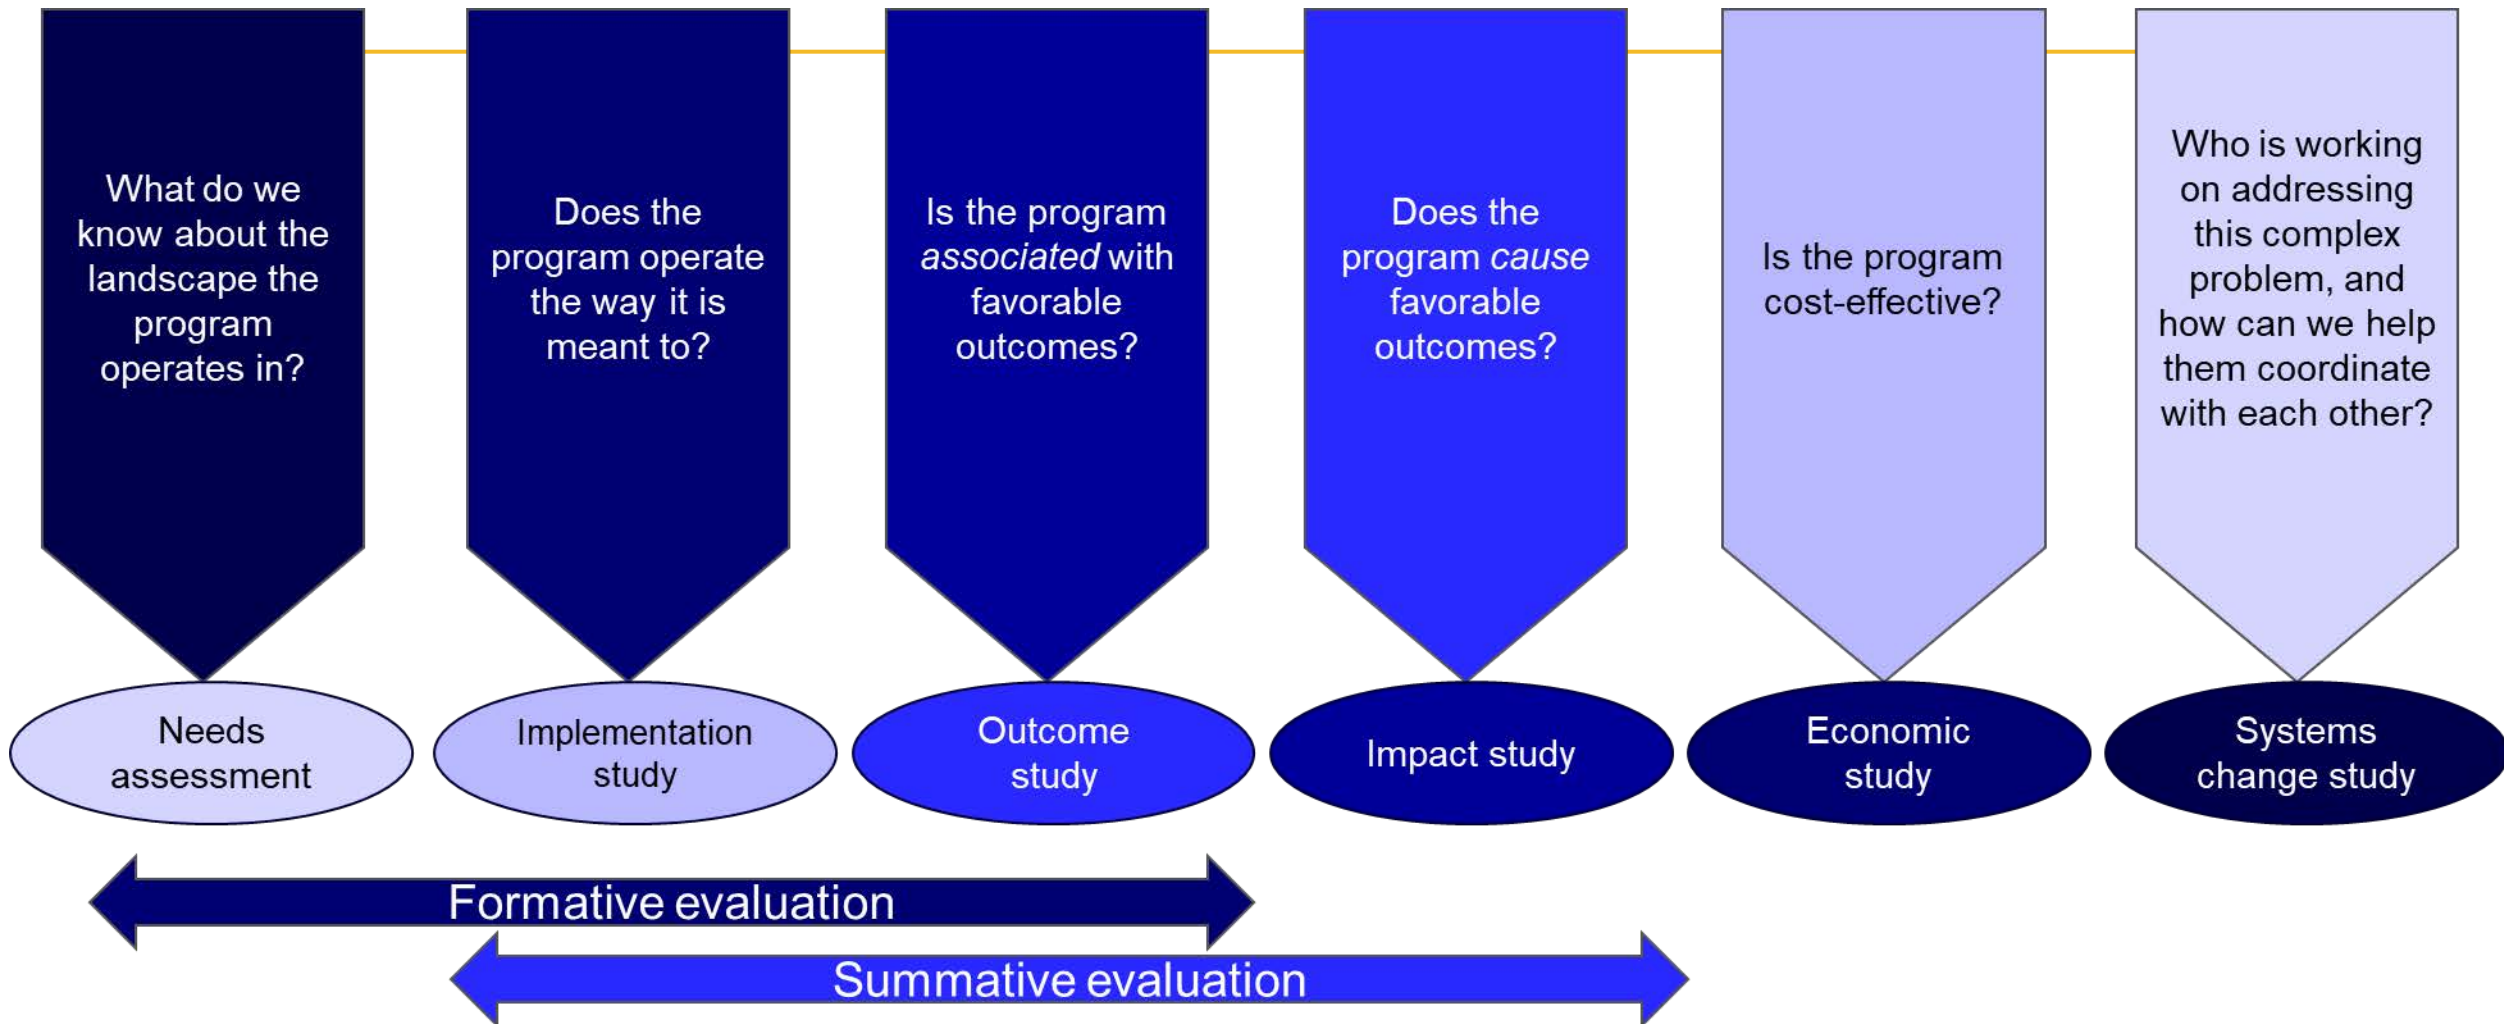 What do we
know about the
landscape the
program
operates in?
Does the
program operate
the way it is
meant to?
Is the program
associated with
favorable
outcomes?
Does the
program cause
favorable
outcomes?
Is the program
cost-effective?
Who is working
on addressing
this complex
problem, and
how can we help
them coordinate
with each other?
Needs
assessment
Implementation
study
Outcome
study
Impact study
Economic
study
Systems
change study
Formative evaluation
Summative evaluation